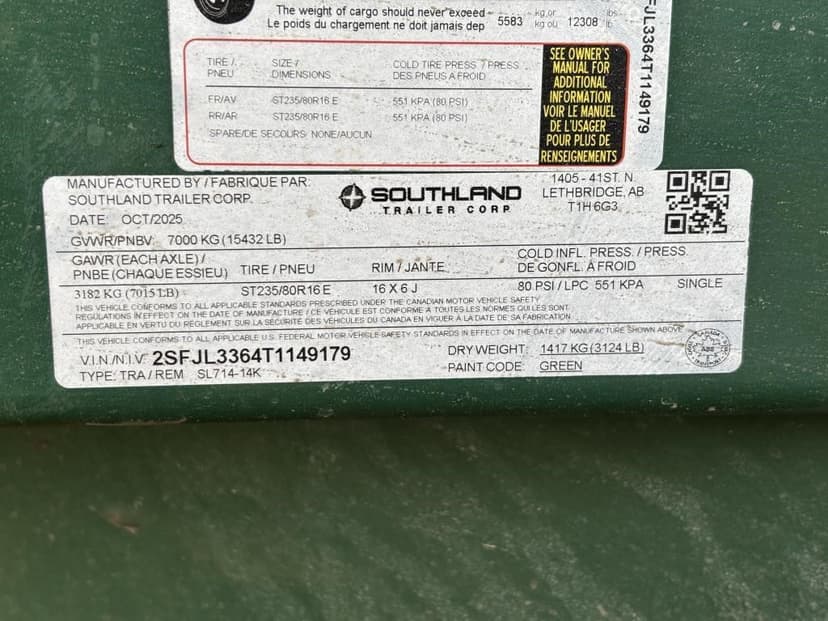 The weight of cargo should never exceed 5583 kg or 12308 lb
Le poids du chargement ne doit jamais dep kg ou
TIRE / SIZE / COLD TIRE PRESS / PRESS
PNEU DIMENSIONS DES PNEUS A FROID
FR/AV ST235/80R16 E 551 KPA (80 PSI)
RR/AR ST235/80R16 E 551 KPA (80 PSI)
SPARE/DE SECOURS NONE/AUCUN
SEE OWNER'S
MANUAL FOR
ADDITIONAL
INFORMATION
VOIR LE MANUEL
DE L'USAGER
POUR PLUS DE
RENSEIGNEMENTS
FJL3364T1149179
MANUFACTURED BY / FABRIQUE PAR
SOUTHLAND TRAILER CORP.
DATE: OCT/2025
SOUTHLAND
TRAILER CORP
1405 - 41ST. N.
LETHBRIDGE, AB
T1H 6G3
GVWR/PNBV 7000 KG (15432 LB)
GAWR (EACH AXLE) / COLD INFL. PRESS. / PRESS.
PNBE (CHAQUE ESSIEU) TIRE / PNEU RIM / JANTE DE GONFL. A FROID
3182 KG (7015 LB) ST235/80R16 E 16 X 6 J 80 PSI / LPC 551 KPA SINGLE
THIS VEHICLE CONFORMS TO ALL APPLICABLE STANDARDS PRESCRIBED UNDER THE CANADIAN MOTOR VEHICLE SAFETY
REGULATIONS IN EFFECT ON THE DATE OF MANUFACTURE / CE VEHICULE EST CONFORME A TOUTES LES NORMES QUI LES SONT
APPLICABLE EN VERTU DU REGLEMENT SUR LA SECURITE DES VEHICULES DU CANADA EN VIGUEUR A LA DATE DE SA FABRICATION
THIS VEHICLE CONFORMS TO ALL APPLICABLE U.S. FEDERAL MOTOR VEHICLE SAFETY STANDARDS IN EFFECT ON THE DATE OF MANUFACTURE SHOWN ABOVE
V.I.N./N.I.V. 2SFJL3364T1149179 DRY WEIGHT: 1417 KG (3124 LB)
TYPE: TRA / REM SL714-14K PAINT CODE: GREEN